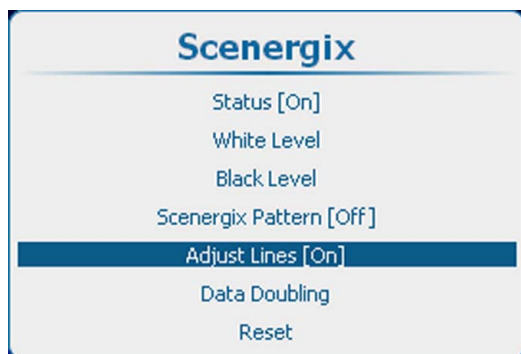 Scenergix
Status [On]
White Level
Black Level
Scenergix Pattern [Off]
Adjust Lines [On]
Data Doubling
Reset